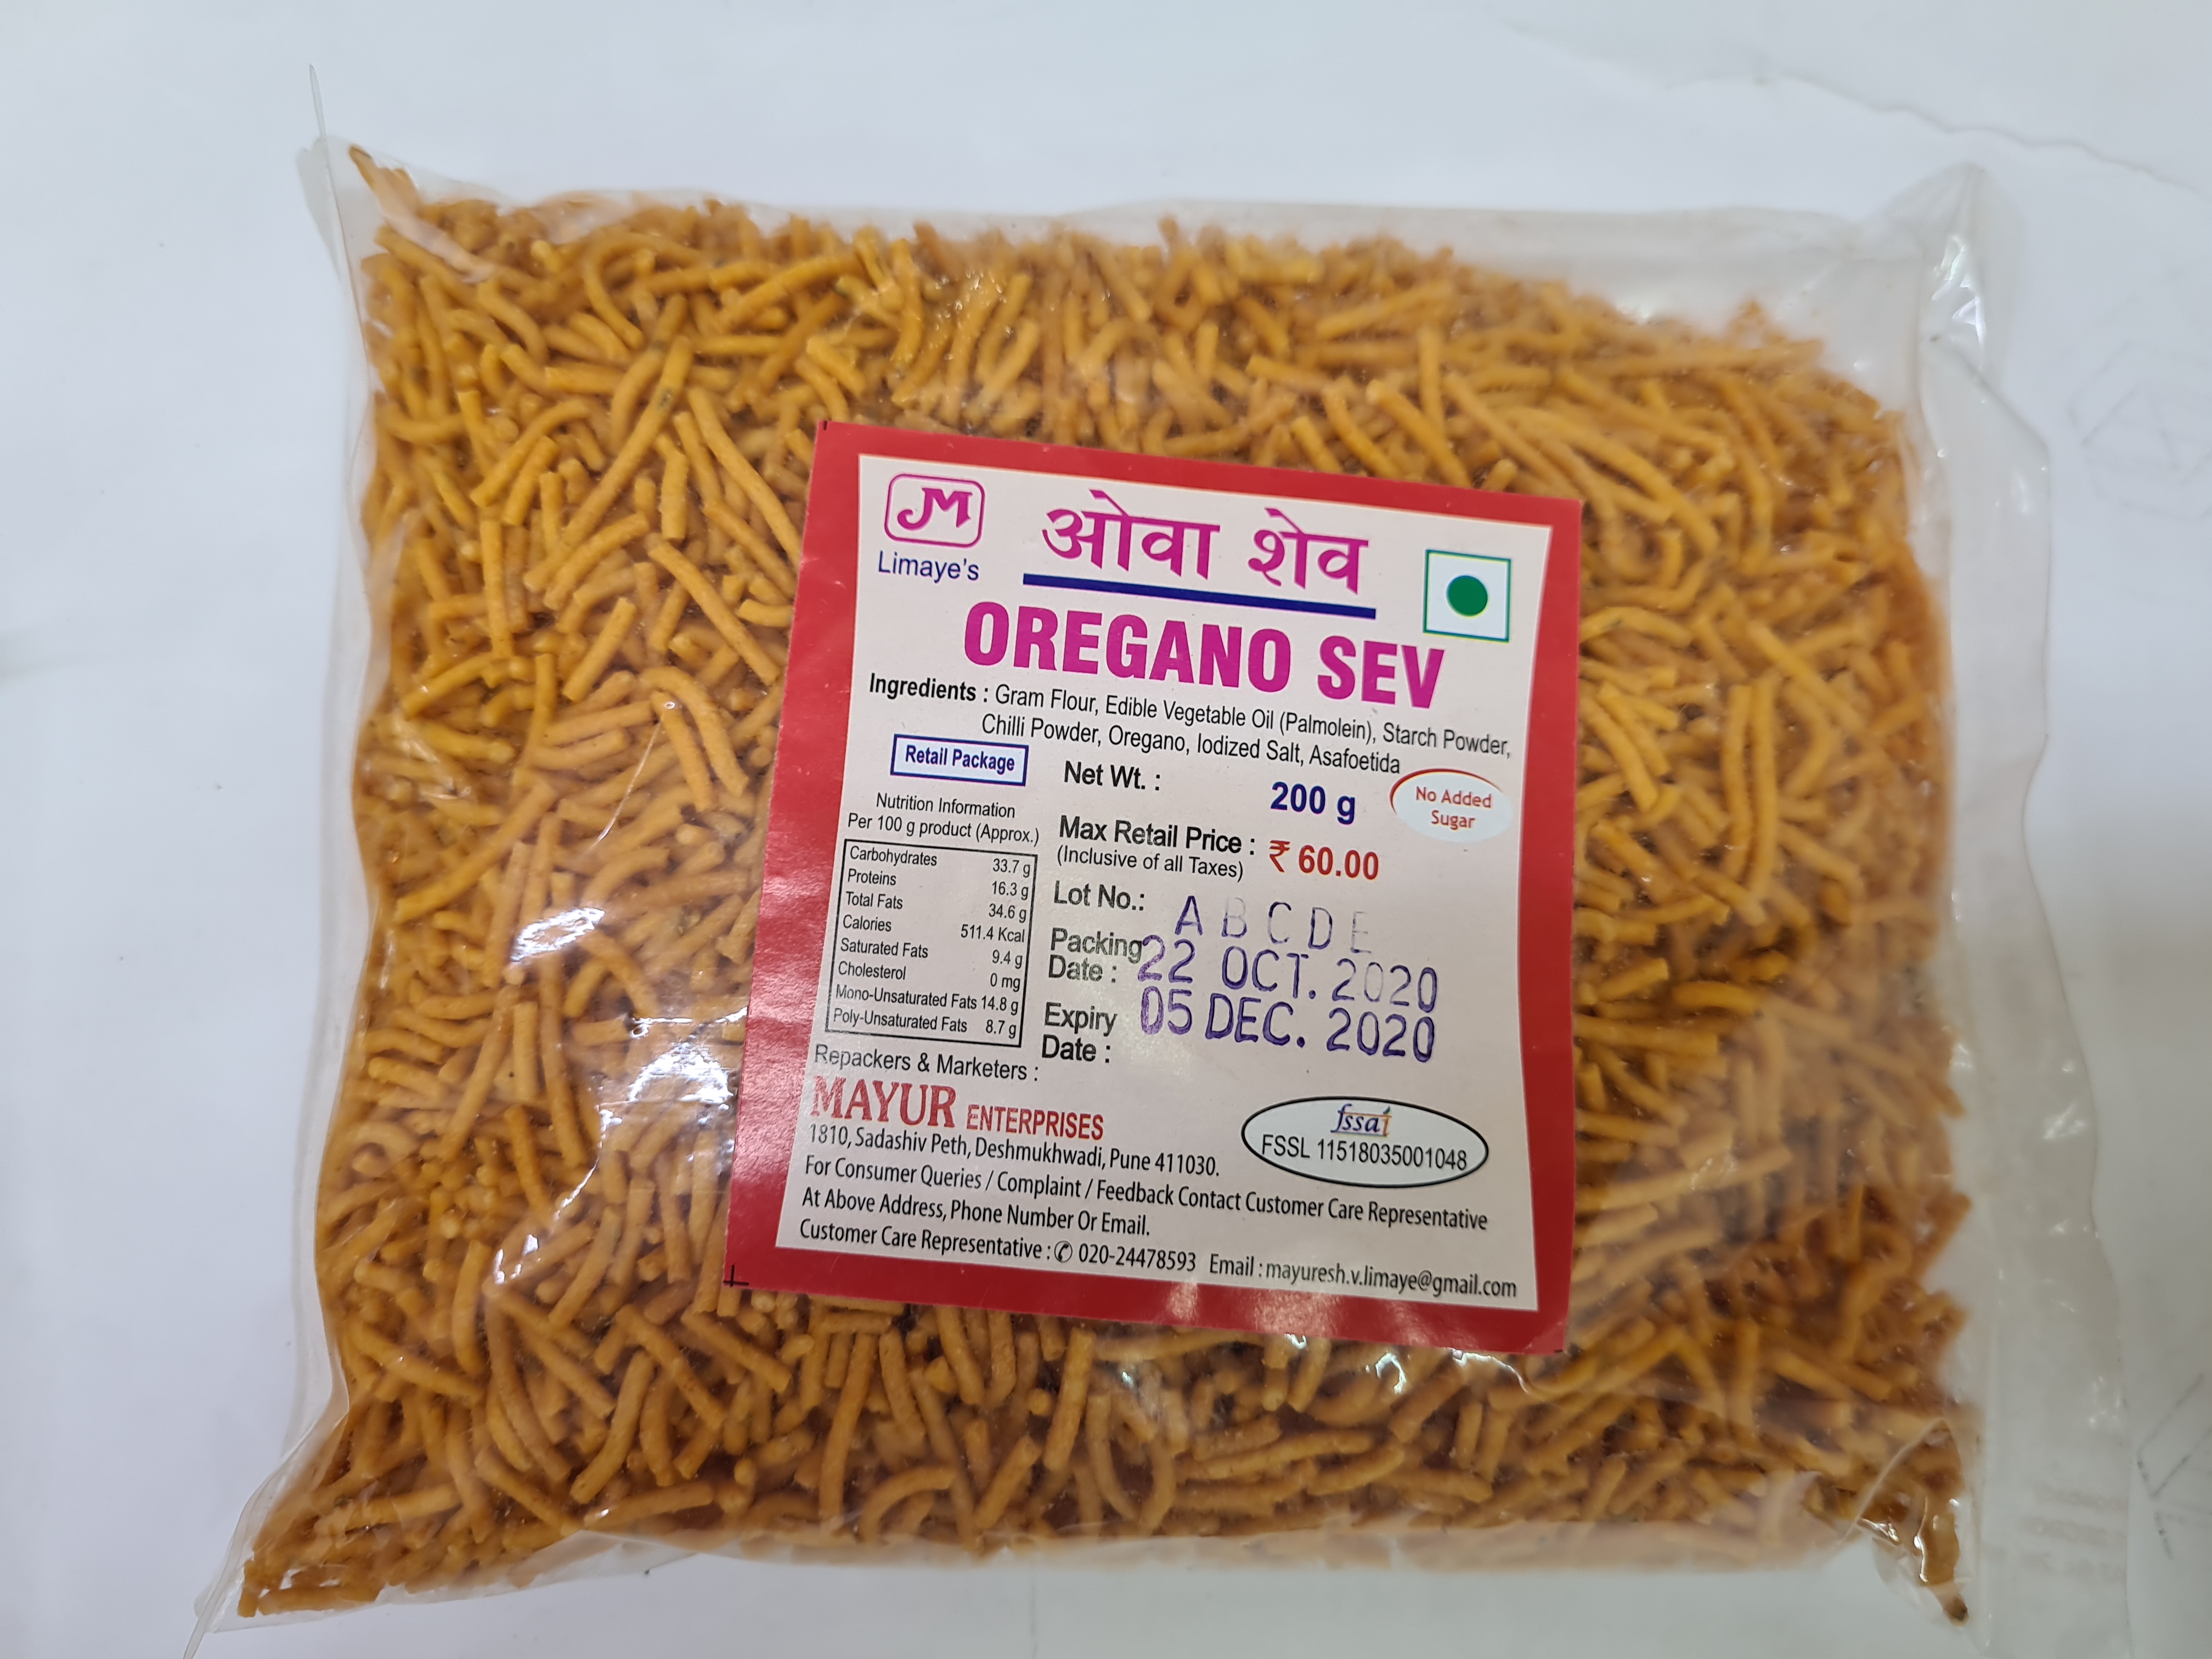 JM
Limaye's
ओवा शेव
OREGANO SEV
Ingredients : Gram Flour, Edible Vegetable Oil (Palmolein), Starch Powder,
Chilli Powder, Oregano, Iodized Salt, Asafoetida
Retail Package
Net Wt. : 200 g
No Added
Sugar
Max Retail Price : ₹ 60.00
(Inclusive of all Taxes)
Nutrition Information
Per 100 g product (Approx.)
Carbohydrates 33.7 g
Proteins 16.3 g
Total Fats 34.6 g
Calories 511.4 Kcal
Saturated Fats 9.4 g
Cholesterol 0 mg
Mono-Unsaturated Fats 14.8 g
Poly-Unsaturated Fats 8.7 g
Lot No.: A B C D E
Packing
Date : 22 OCT. 2020
Expiry
Date : 05 DEC. 2020
Repackers & Marketers :
MAYUR ENTERPRISES
1810, Sadashiv Peth, Deshmukhwadi, Pune 411030.
fssai
FSSL 11518035001048
For Consumer Queries / Complaint / Feedback Contact Customer Care Representative
At Above Address, Phone Number Or Email.
Customer Care Representative : ✆ 020-24478593 Email : mayuresh.v.limaye@gmail.com